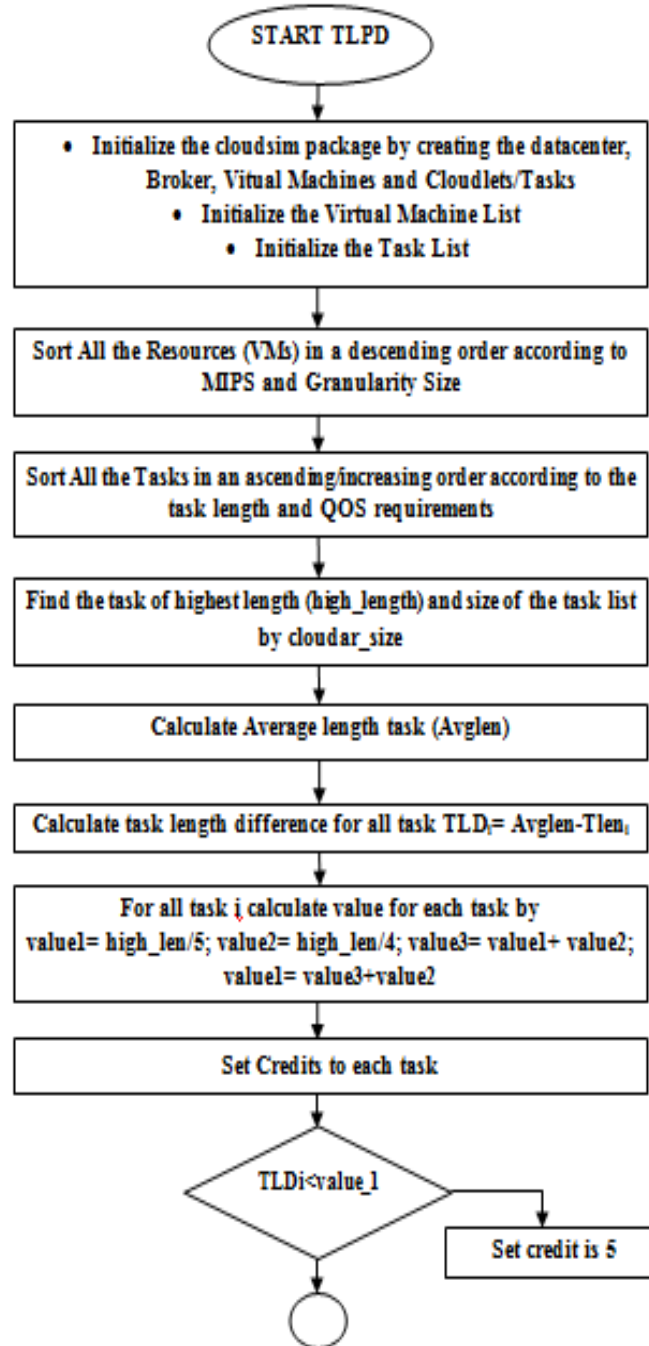 START TLPD
• Initialize the cloudsim package by creating the datacenter,
Broker, Vitual Machines and Cloudlets/Tasks
• Initialize the Virtual Machine List
• Initialize the Task List
Sort All the Resources (VMs) in a descending order according to
MIPS and Granularity Size
Sort All the Tasks in an ascending/increasing order according to the
task length and QOS requirements
Find the task of highest length (high_length) and size of the task list
by cloudar_size
Calculate Average length task (Avglen)
Calculate task length difference for all task TLDᵢ= Avglen-Tlenᵢ
For all task i calculate value for each task by
value1= high_len/5; value2= high_len/4; value3= value1+ value2;
value1= value3+value2
Set Credits to each task
TLDi<value_1
Set credit is 5